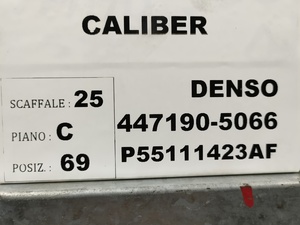 CALIBER
SCAFFALE : 25
PIANO : C
POSIZ. : 69
DENSO
447190-5066
P55111423AF